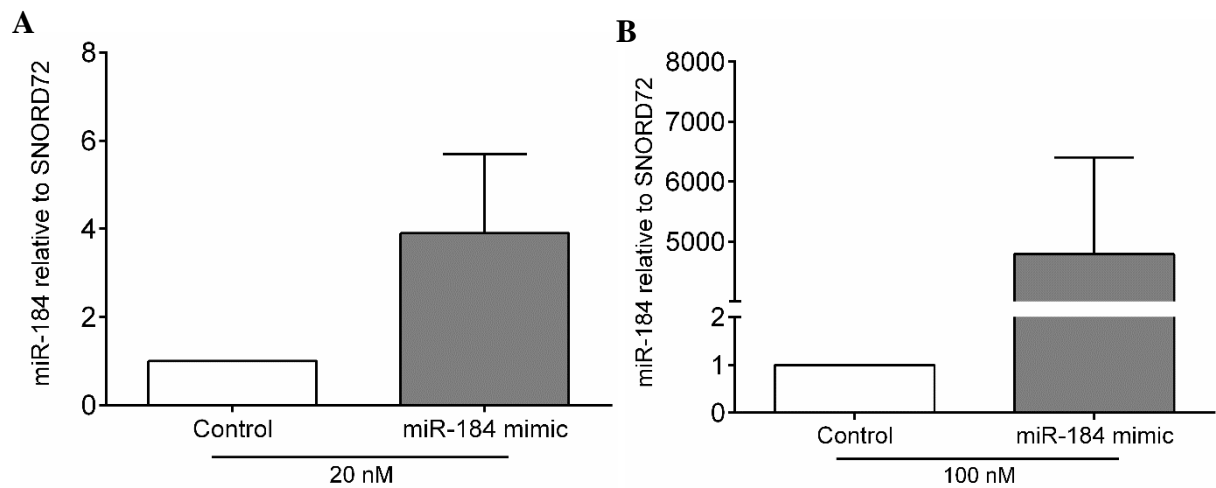 A
miR-184 relative to SNORD72
8
6
4
2
0
Control
miR-184 mimic
20 nM
B
miR-184 relative to SNORD72
8000
7000
6000
5000
2
1
0
Control
miR-184 mimic
100 nM